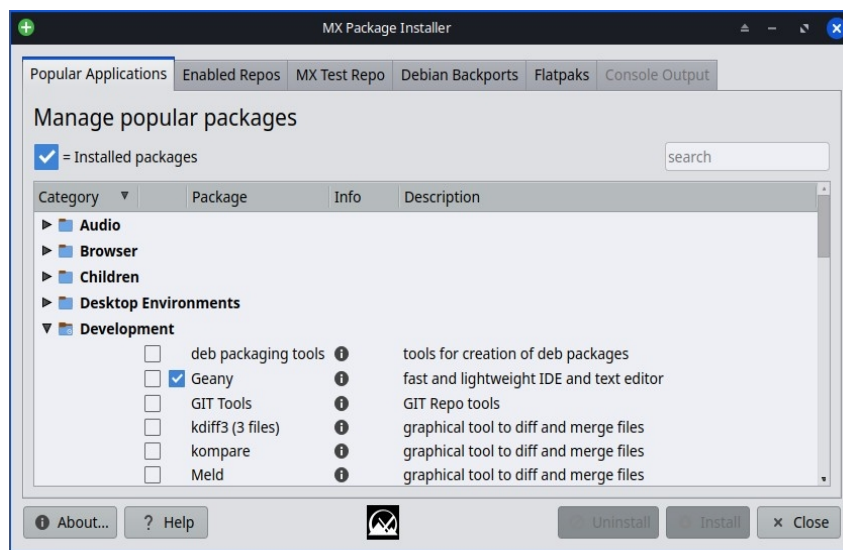 MX Package Installer
Popular Applications Enabled Repos MX Test Repo Debian Backports Flatpaks Console Output
Manage popular packages
= Installed packages
search
Category Package Info Description
Audio
Browser
Children
Desktop Environments
Development
deb packaging tools tools for creation of deb packages
Geany fast and lightweight IDE and text editor
GIT Tools GIT Repo tools
kdiff3 (3 files) graphical tool to diff and merge files
kompare graphical tool to diff and merge files
Meld graphical tool to diff and merge files
About... ? Help Uninstall Install Close